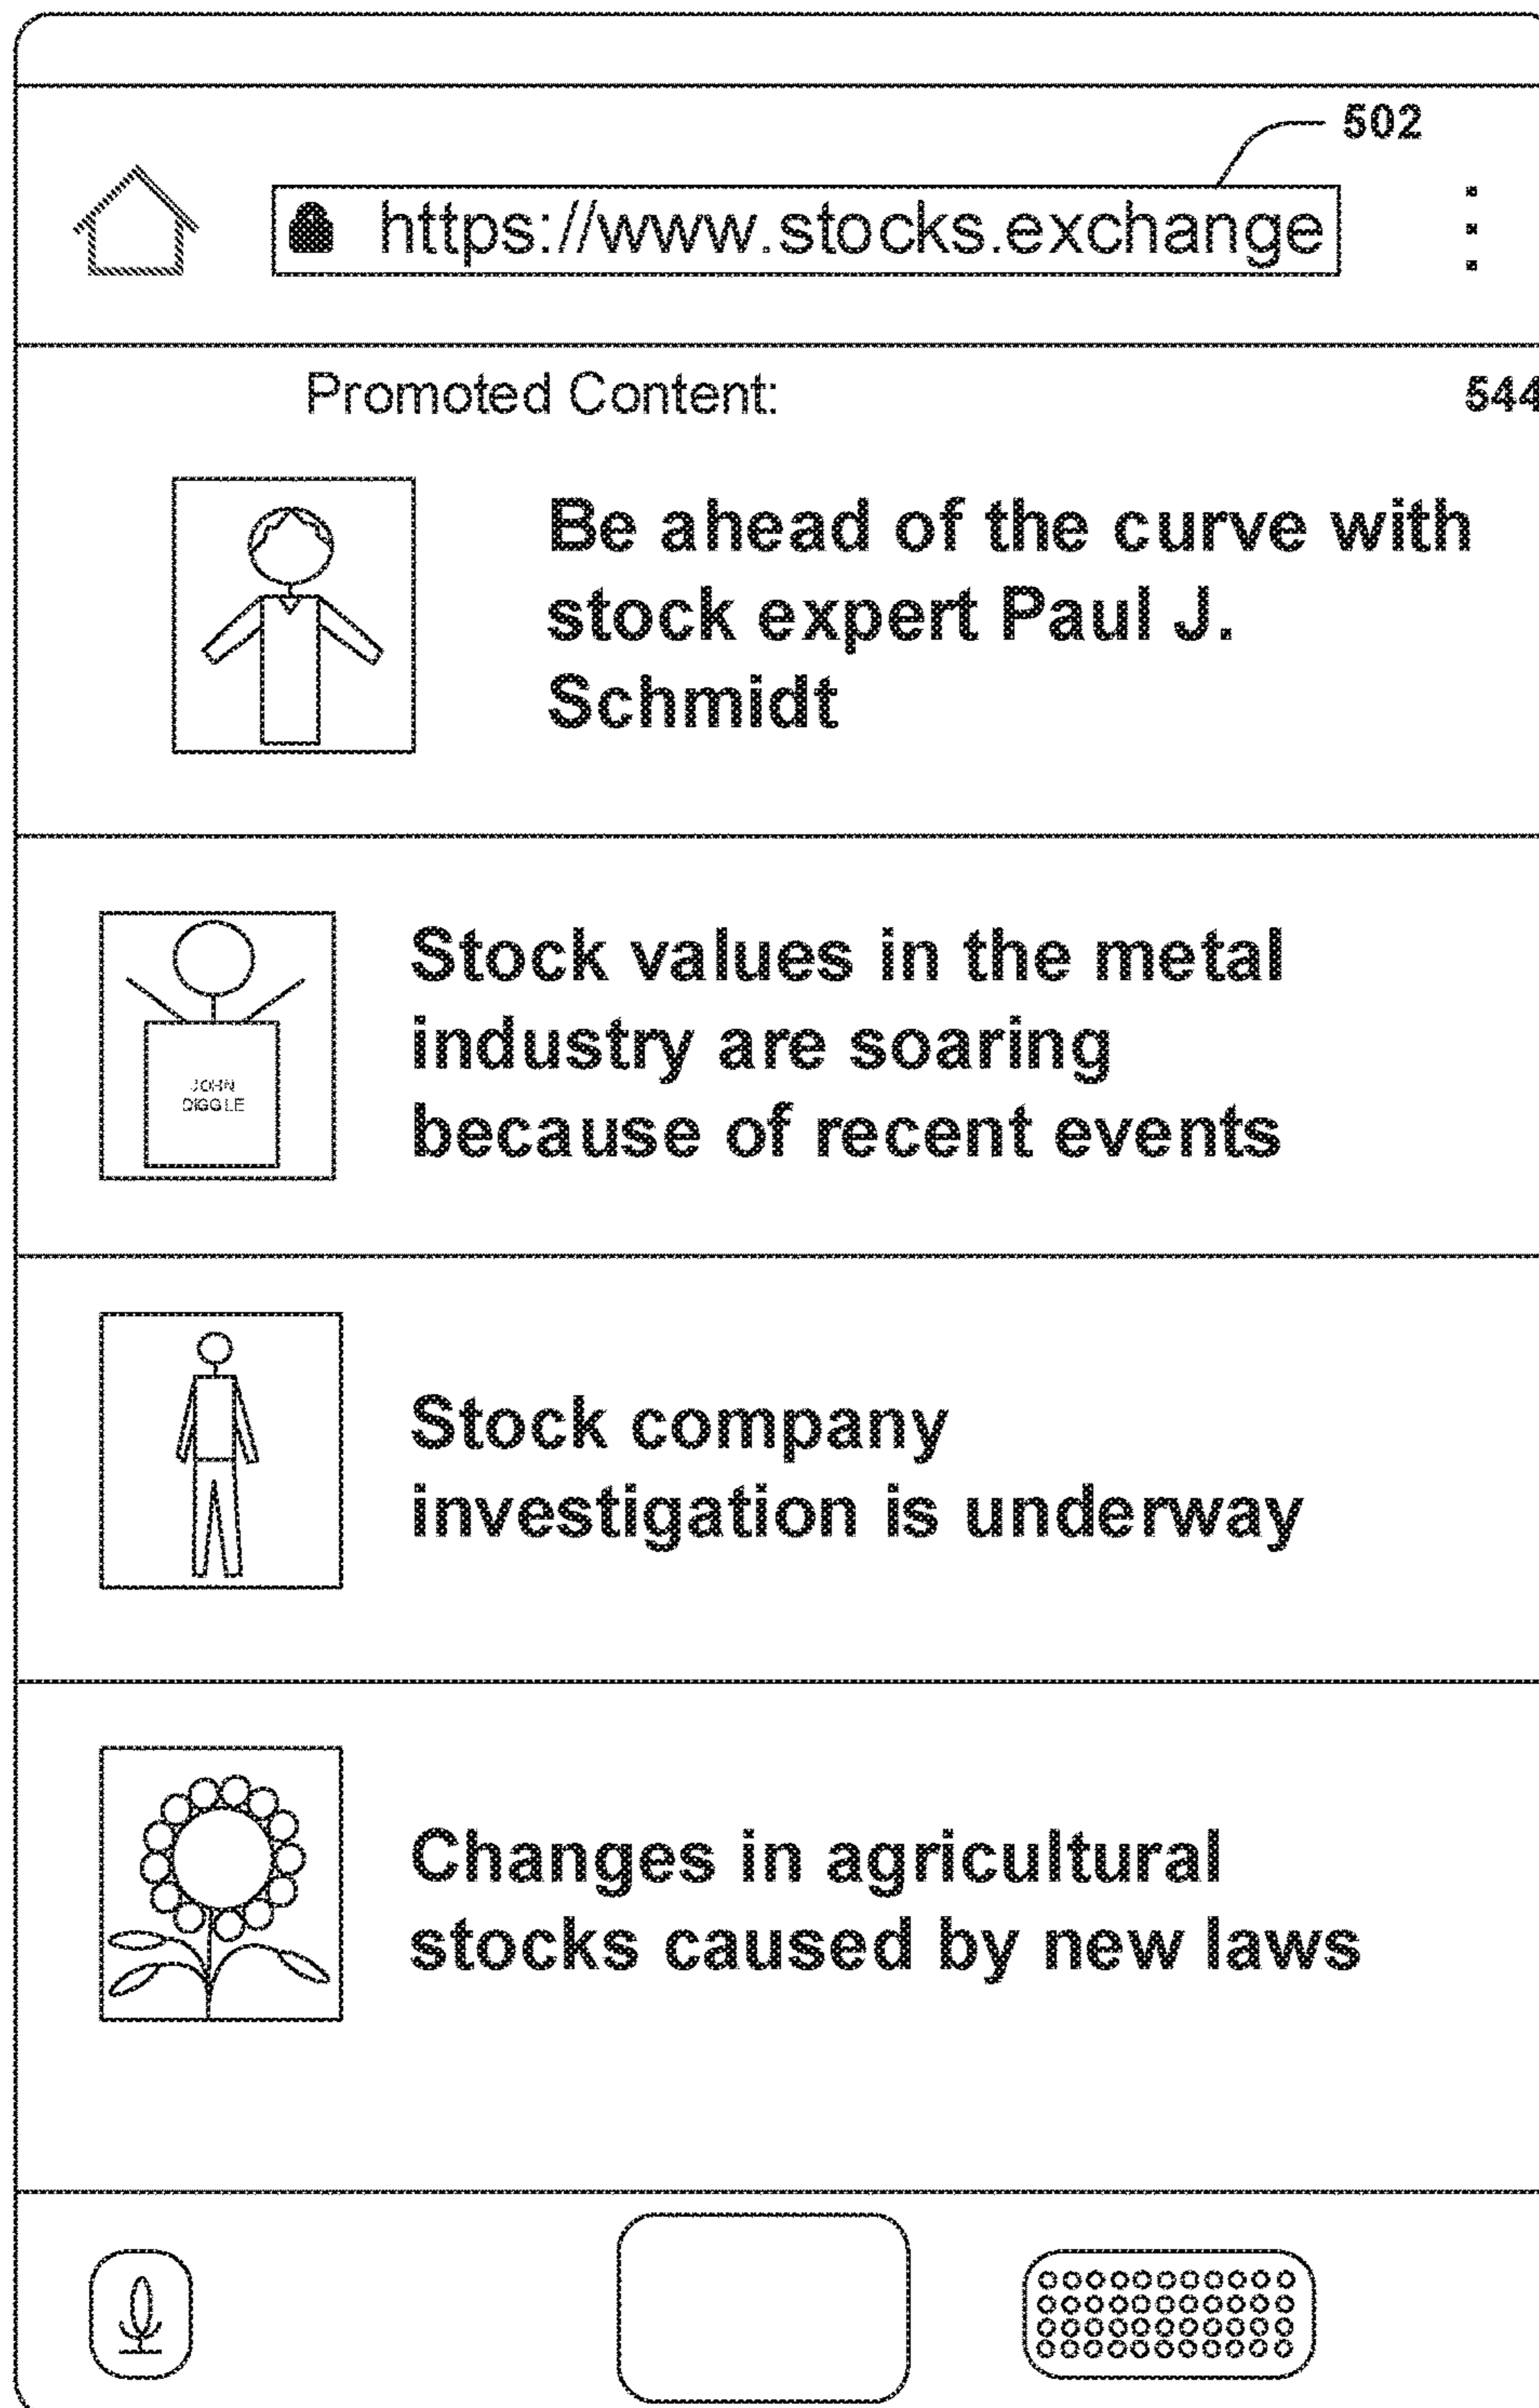 502
https://www.stocks.exchange
Promoted Content:
544
Be ahead of the curve with
stock expert Paul J.
Schmidt
JOHN
DIGGLE
Stock values in the metal
industry are soaring
because of recent events
Stock company
investigation is underway
Changes in agricultural
stocks caused by new laws